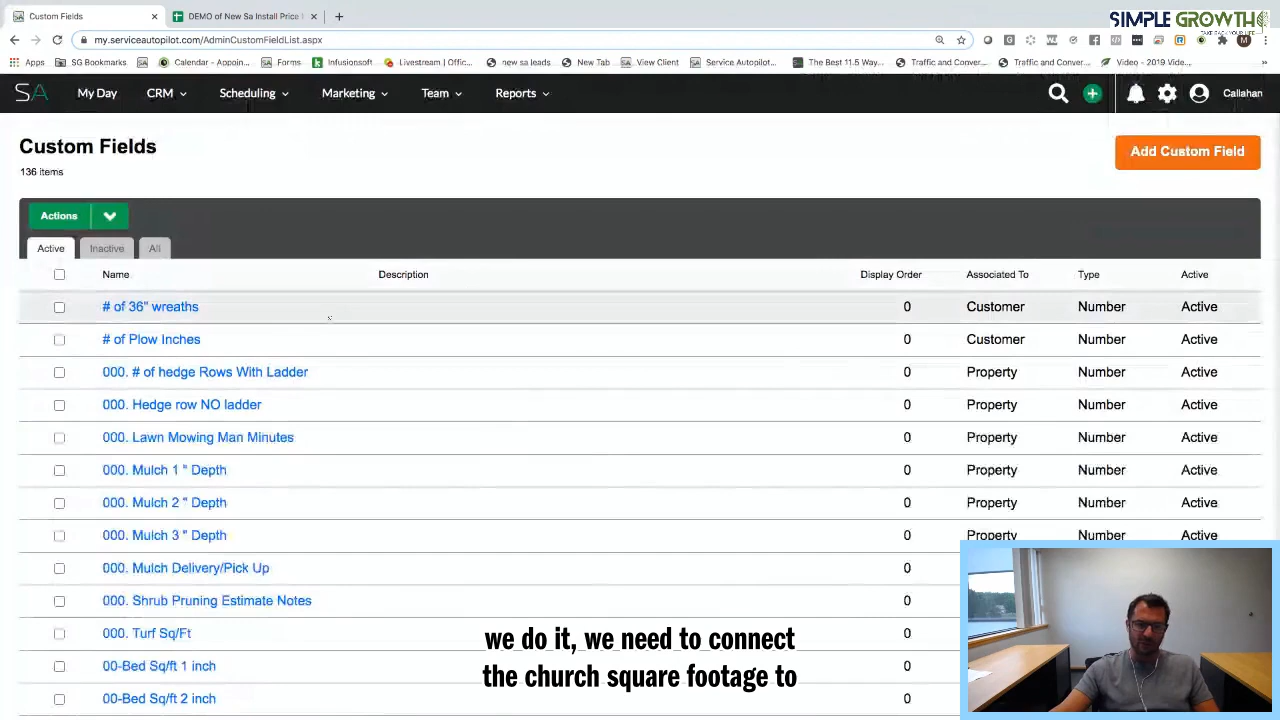 Custom Fields
DEMO of New Sa Install Price
SIMPLE GROWTH
TAKE BACK YOUR LIFE
my.serviceautopilot.com/AdminCustomFieldList.aspx
Apps SG Bookmarks Calendar - Appoin... Forms Infusionsoft Livestream | Offic... new sa leads New Tab View Client Service Autopilot... The Best 11.5 Way... Traffic and Conver... Traffic and Conver... Video - 2019 Vide...
SA My Day CRM Scheduling Marketing Team Reports Callahan
Custom Fields
136 items
Add Custom Field
Actions
Active Inactive All
Name Description Display Order Associated To Type Active
# of 36" wreaths 0 Customer Number Active
# of Plow Inches 0 Customer Number Active
000. # of hedge Rows With Ladder 0 Property Number Active
000. Hedge row NO ladder 0 Property Number Active
000. Lawn Mowing Man Minutes 0 Property Number Active
000. Mulch 1 " Depth 0 Property Number Active
000. Mulch 2 " Depth 0 Property Number Active
000. Mulch 3 " Depth 0 Property Number Active
000. Mulch Delivery/Pick Up 0
000. Shrub Pruning Estimate Notes 0
000. Turf Sq/Ft 0
00-Bed Sq/ft 1 inch 0
00-Bed Sq/ft 2 inch 0
we do it, we need to connect
the church square footage to